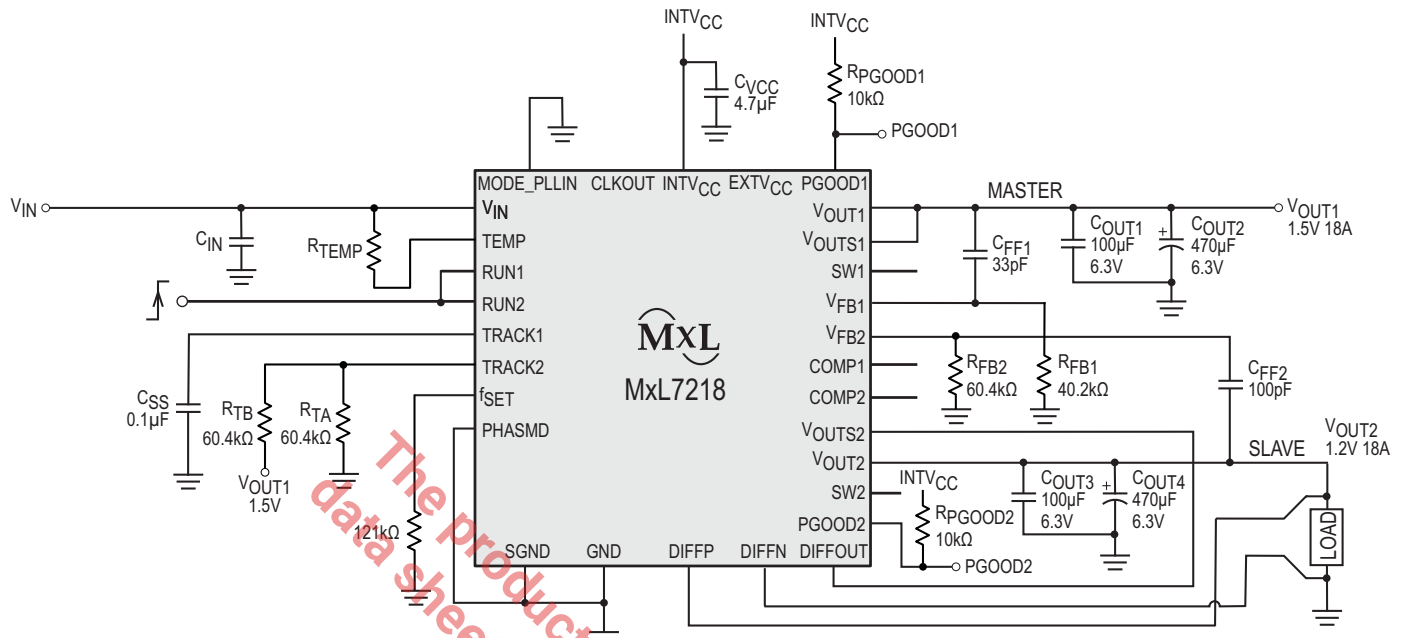 INTVCC
INTVCC
CVCC
4.7µF
RPGOOD1
10kΩ
PGOOD1
MODE_PLLIN CLKOUT INTVCC EXTVCC PGOOD1
VIN
VIN
CIN
RTEMP
TEMP
RUN1
RUN2
TRACK1
TRACK2
fSET
PHASMD
CSS
0.1µF
RTB
60.4kΩ
RTA
60.4kΩ
VOUT1
1.5V
121kΩ
MxL
MxL7218
VOUT1
VOUTS1
SW1
VFB1
VFB2
COMP1
COMP2
VOUTS2
VOUT2
SW2
PGOOD2
SGND GND DIFFP DIFFN DIFFOUT
MASTER
CFF1
33pF
COUT1
100µF
6.3V
+
COUT2
470µF
6.3V
VOUT1
1.5V 18A
RFB2
60.4kΩ
RFB1
40.2kΩ
CFF2
100pF
SLAVE
VOUT2
1.2V 18A
INTVCC
RPGOOD2
10kΩ
PGOOD2
COUT3
100µF
6.3V
+
COUT4
470µF
6.3V
LOAD
The product
data shee